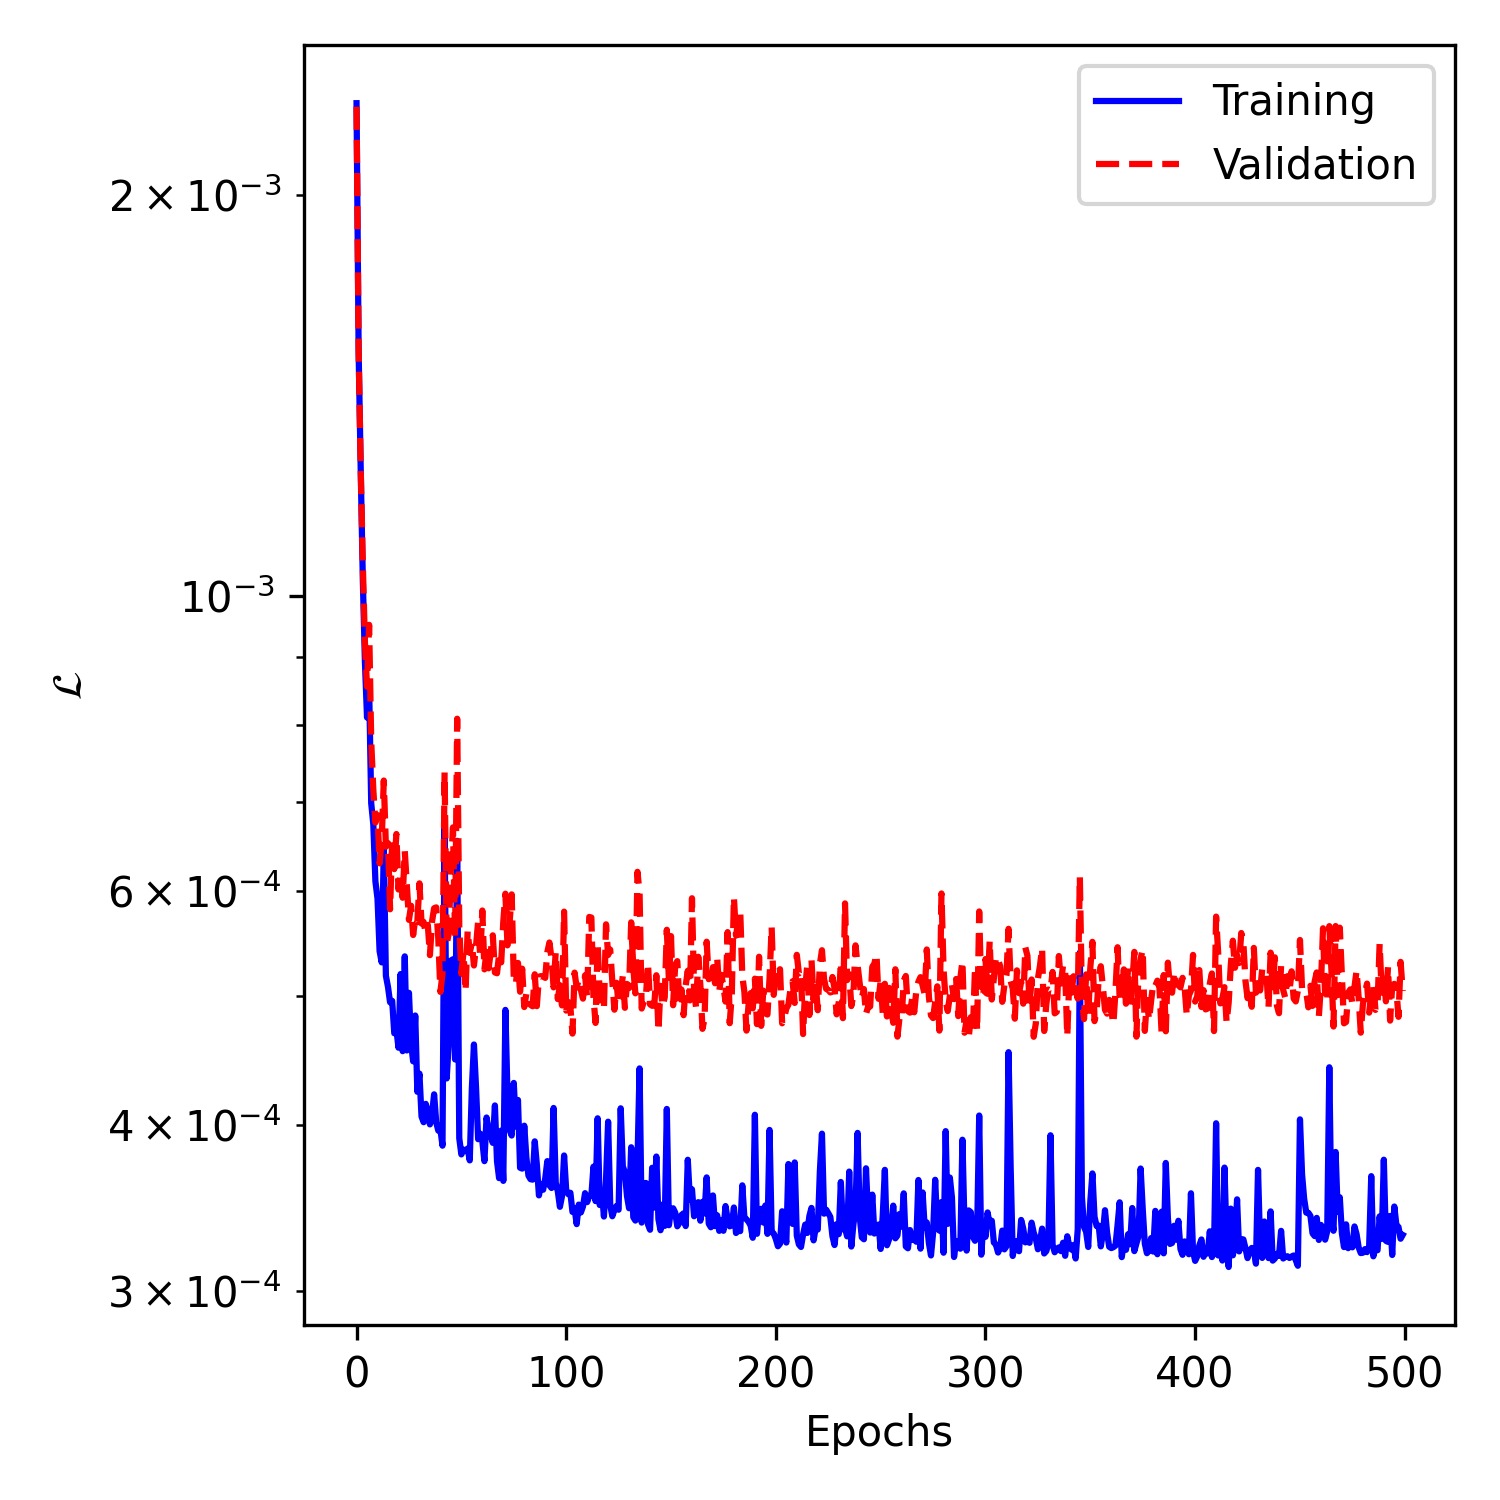 Training
Validation
2 × 10⁻³
10⁻³
6 × 10⁻⁴
4 × 10⁻⁴
3 × 10⁻⁴
ℒ
0 100 200 300 400 500
Epochs